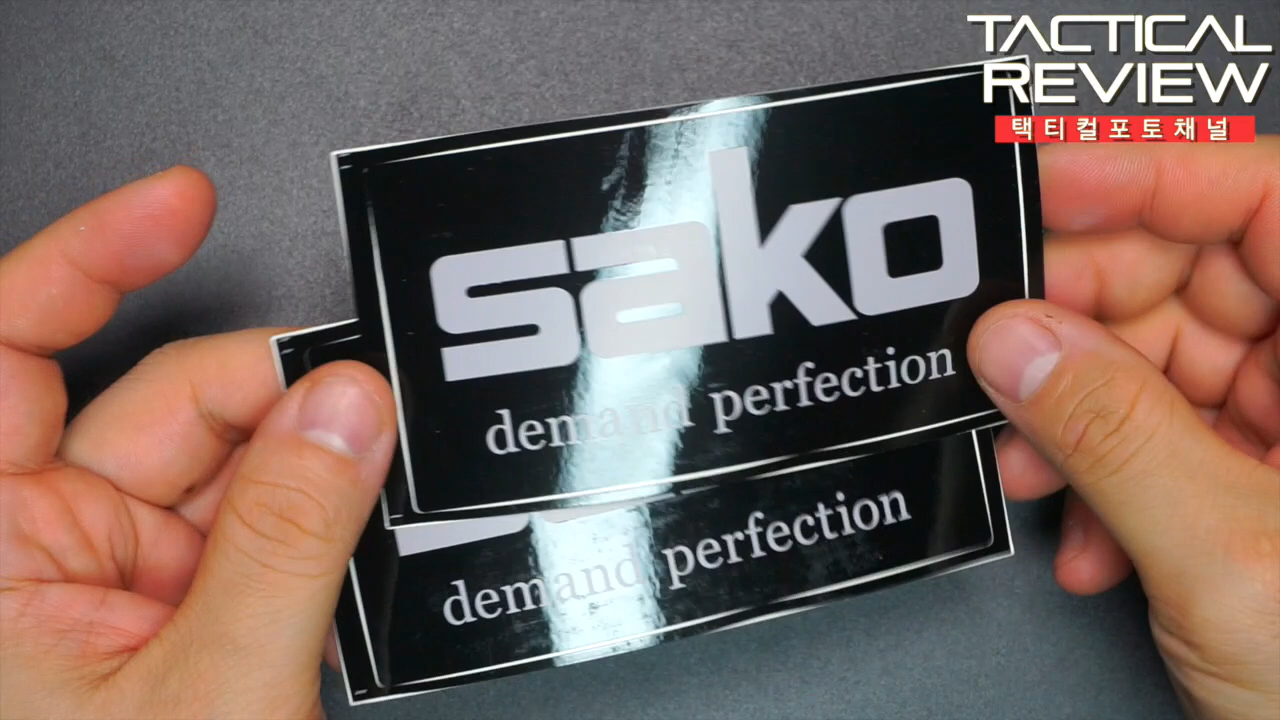 TACTICAL
REVIEW
택티컬포토채널
sako
demand perfection
demand perfection